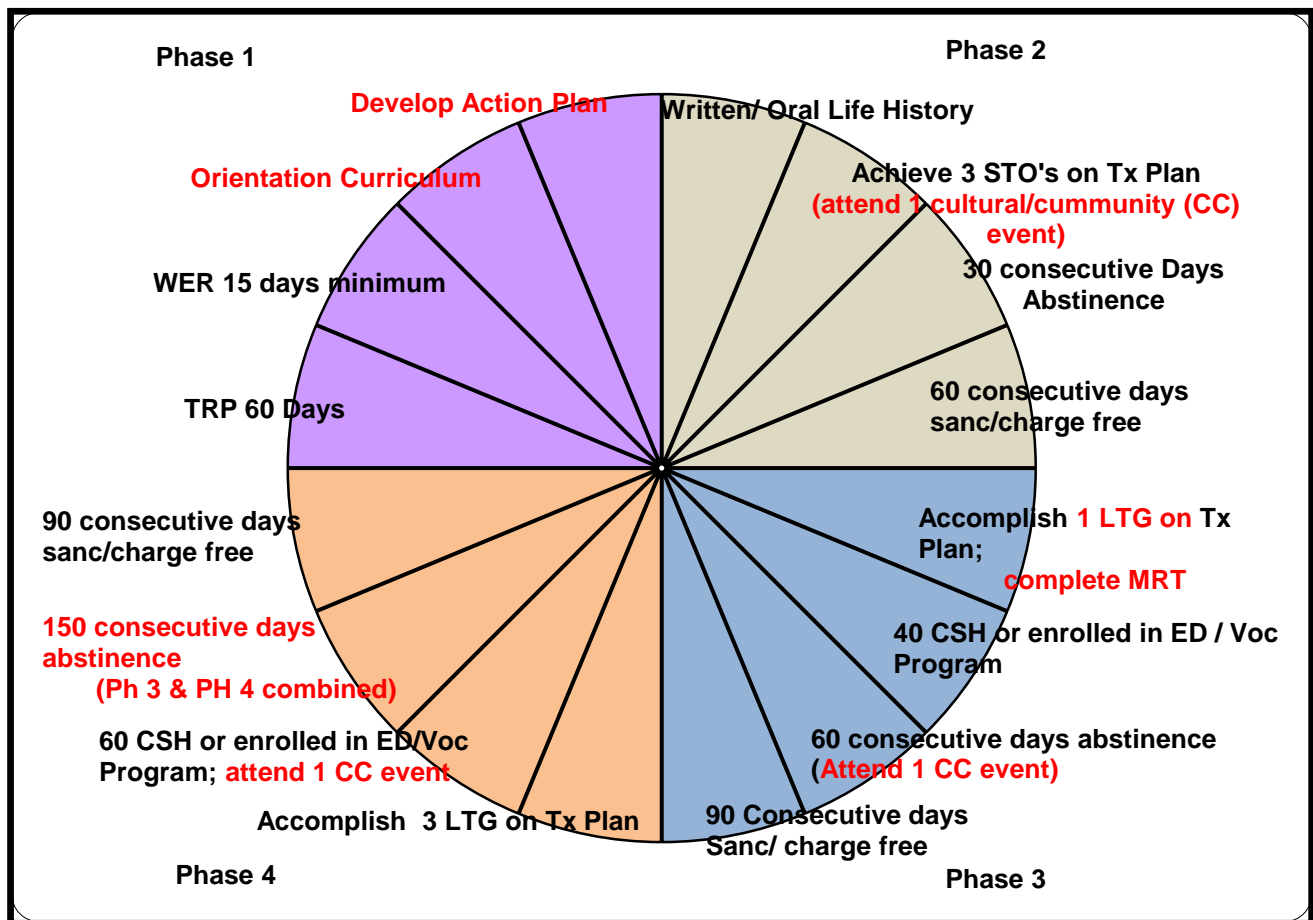 Phase 1
Develop Action Plan
Orientation Curriculum
WER 15 days minimum
TRP 60 Days
Phase 2
Written/ Oral Life History
Achieve 3 STO's on Tx Plan
(attend 1 cultural/cummunity (CC)
event)
30 consecutive Days
Abstinence
60 consecutive days
sanc/charge free
Accomplish 1 LTG on Tx
Plan;
complete MRT
40 CSH or enrolled in ED / Voc
Program
60 consecutive days abstinence
(Attend 1 CC event)
90 Consecutive days
Sanc/ charge free
Phase 3
90 consecutive days
sanc/charge free
150 consecutive days
abstinence
(Ph 3 & PH 4 combined)
60 CSH or enrolled in ED/Voc
Program; attend 1 CC event
Accomplish 3 LTG on Tx Plan
Phase 4